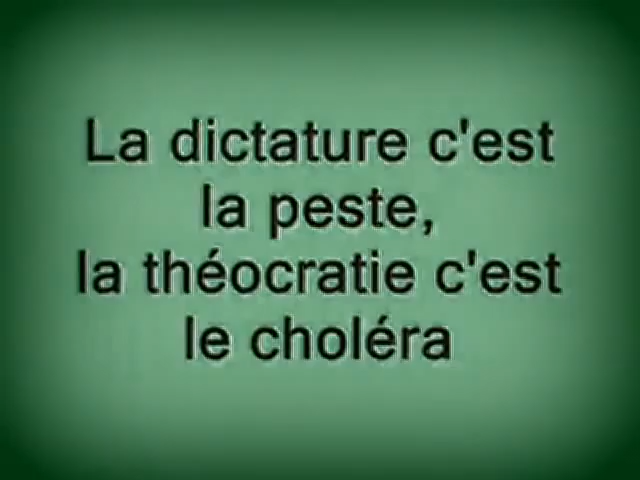 La dictature c'est
la peste,
la théocratie c'est
le choléra